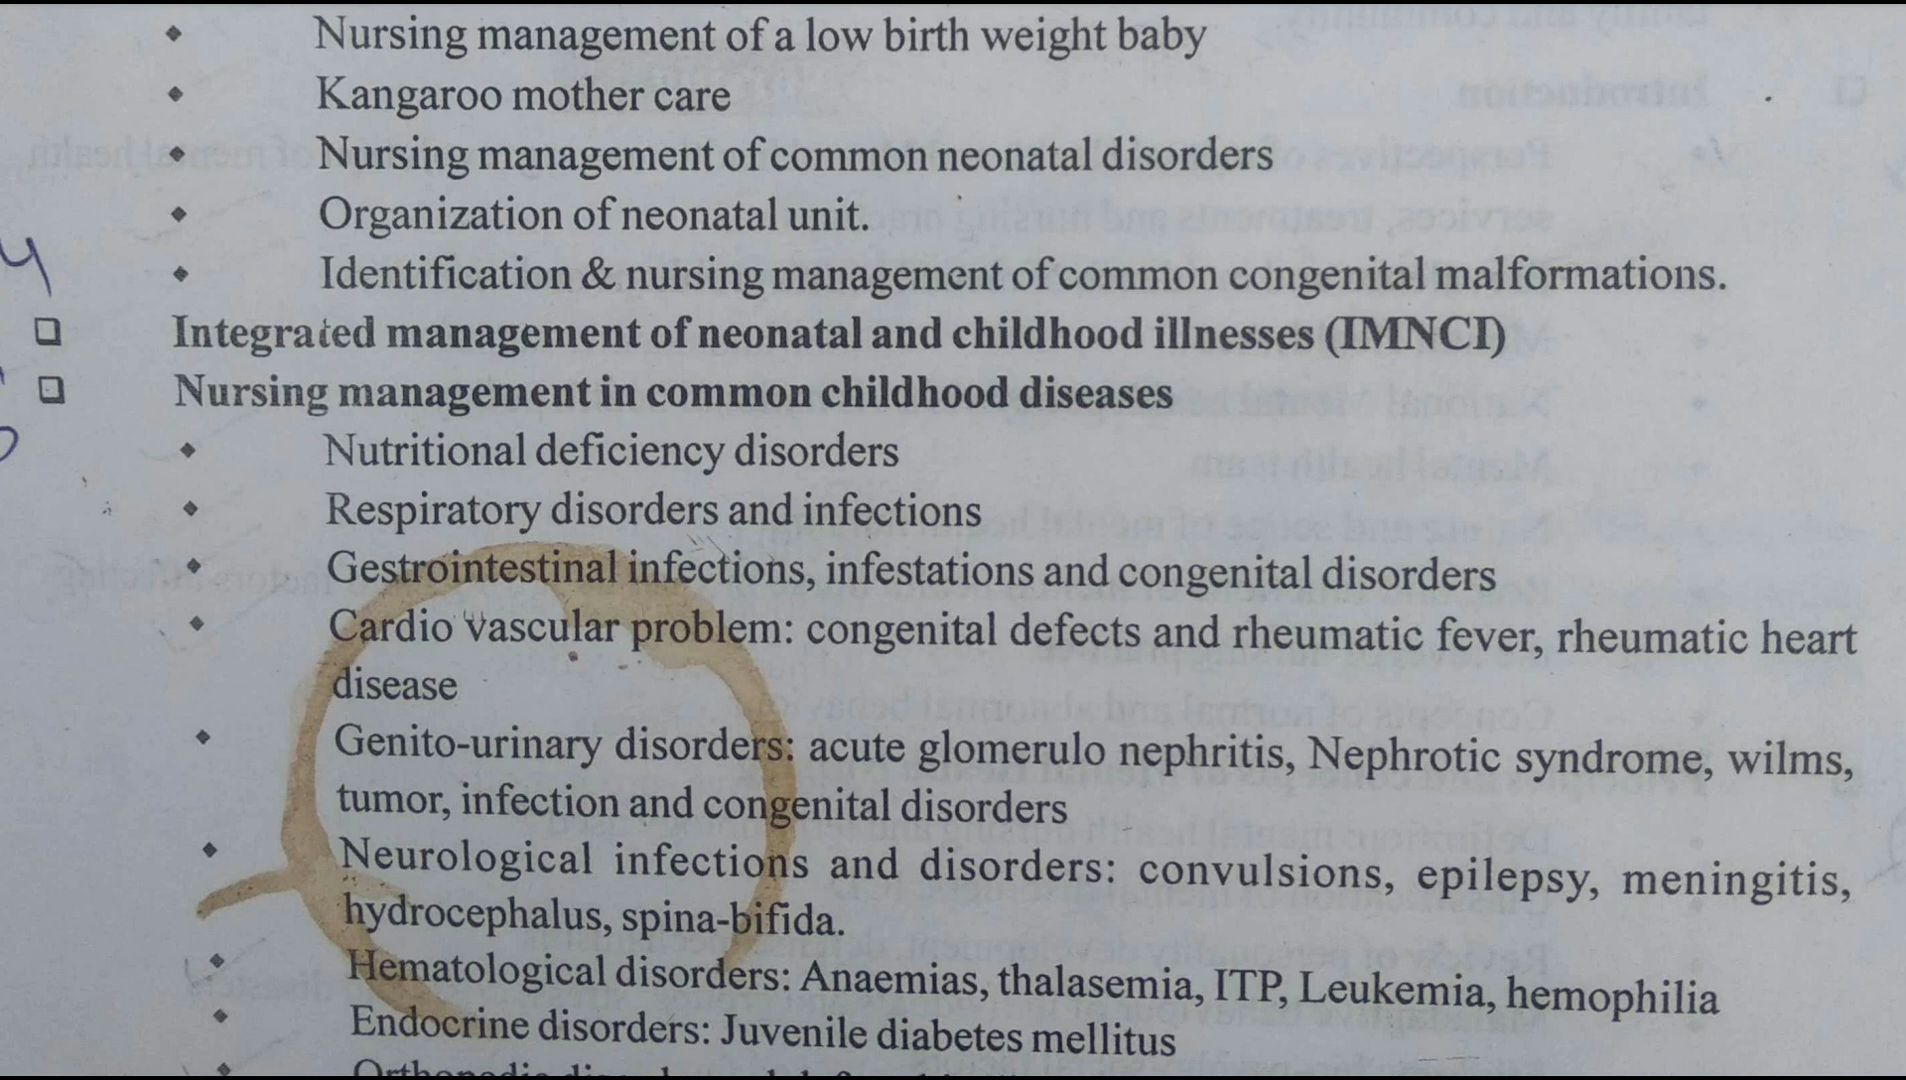 ◆ Nursing management of a low birth weight baby
◆ Kangaroo mother care
◆ Nursing management of common neonatal disorders
◆ Organization of neonatal unit.
◆ Identification & nursing management of common congenital malformations.
❑ Integrated management of neonatal and childhood illnesses (IMNCI)
❑ Nursing management in common childhood diseases
◆ Nutritional deficiency disorders
◆ Respiratory disorders and infections
◆ Gestrointestinal infections, infestations and congenital disorders
◆ Cardio vascular problem: congenital defects and rheumatic fever, rheumatic heart
disease
◆ Genito-urinary disorders: acute glomerulo nephritis, Nephrotic syndrome, wilms,
tumor, infection and congenital disorders
◆ Neurological infections and disorders: convulsions, epilepsy, meningitis,
hydrocephalus, spina-bifida.
◆ Hematological disorders: Anaemias, thalasemia, ITP, Leukemia, hemophilia
◆ Endocrine disorders: Juvenile diabetes mellitus